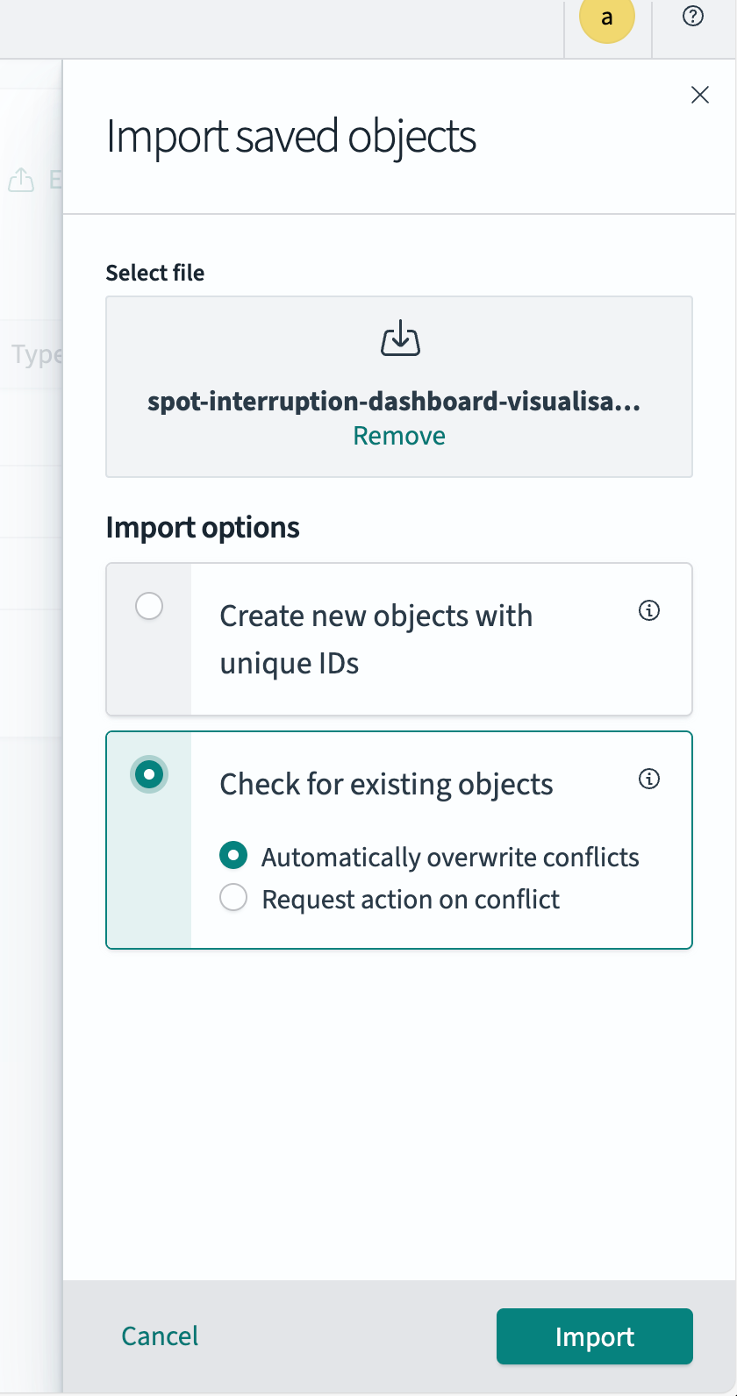 a
Import saved objects
E
Select file
Type
spot-interruption-dashboard-visualisa...
Remove
Import options
Create new objects with
unique IDs
Check for existing objects
Automatically overwrite conflicts
Request action on conflict
Cancel
Import